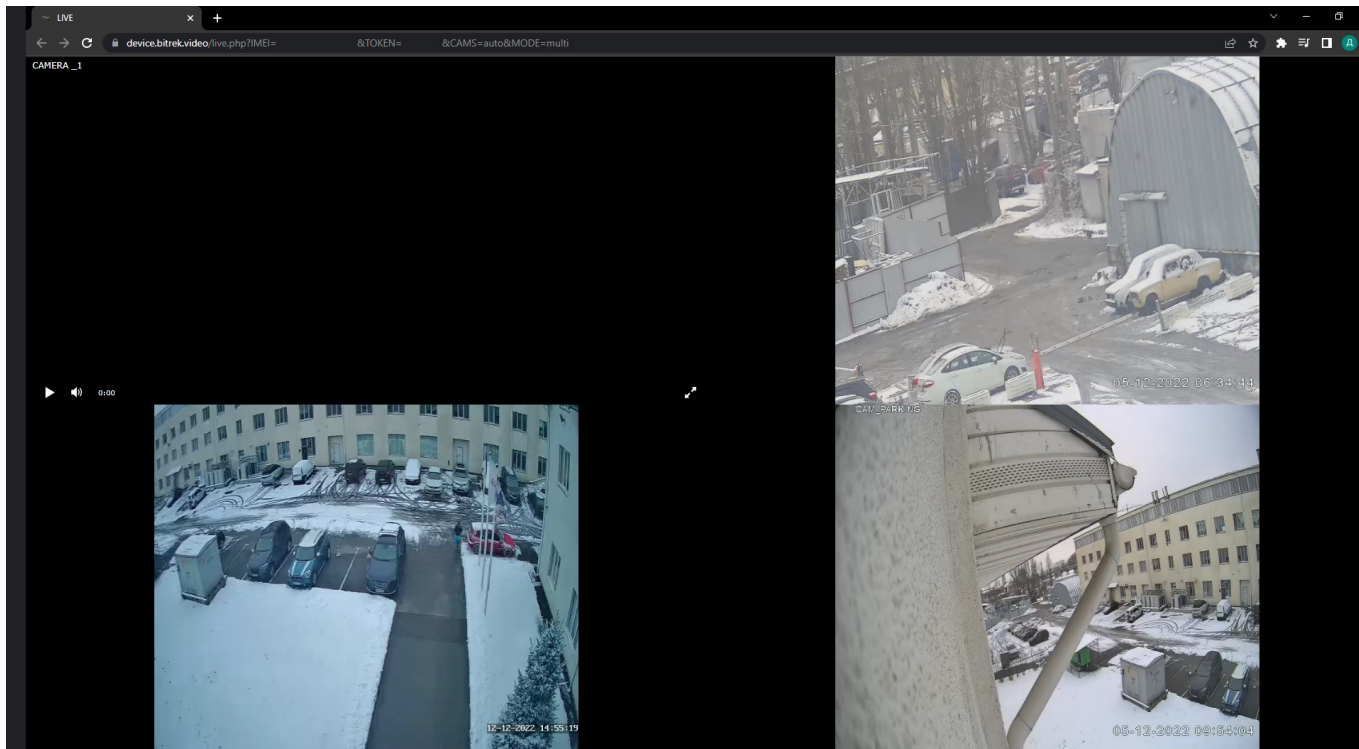 LIVE
device.bitrek.video/live.php?IMEI= &TOKEN= &CAMS=auto&MODE=multi
Д
CAMERA _1
0:00
05-12-2022 06:34:44
CAM_PARKING
12-12-2022 14:55:19
05-12-2022 09:54:04